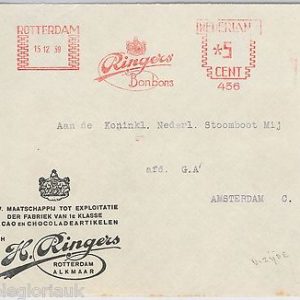 ROTTERDAM
15.12.39
Ringers
Bonbons
NEDERLAND
*5
CENT
456
Aan de Koninkl. Nederl. Stoomboot Mij
afd. G.A
AMSTERDAM C.
V. MAATSCHAPPIJ TOT EXPLOITATIE
DER FABRIEK VAN 1E KLASSE
CACAO EN CHOCOLADEARTIKELEN
H. Ringers
ROTTERDAM
ALKMAAR